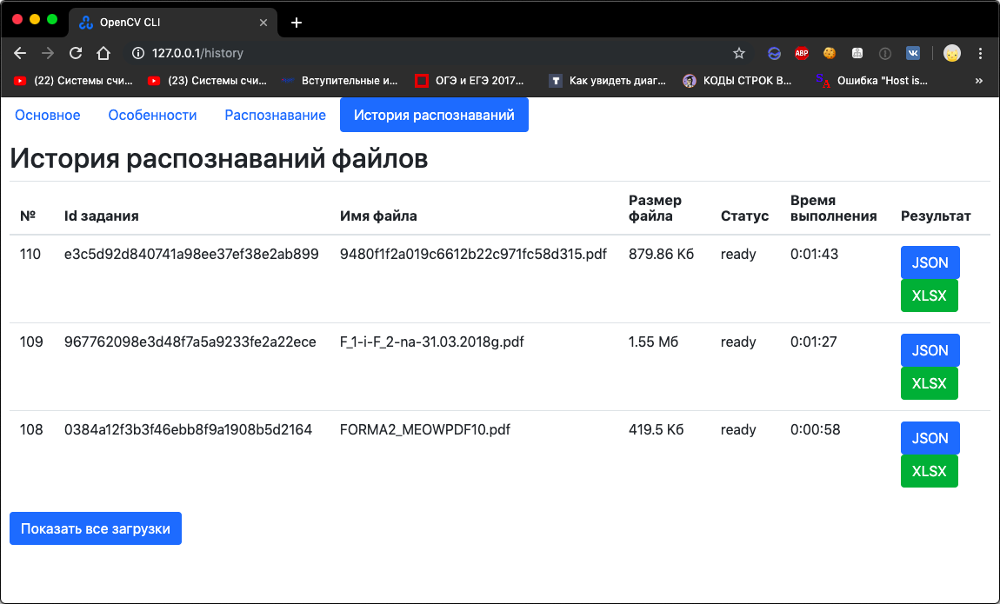 OpenCV CLI
127.0.0.1/history
ABP
(22) Системы счи...
(23) Системы счи...
Вступительные и...
ОГЭ и ЕГЭ 2017...
T
Как увидеть диаг...
КОДЫ СТРОК В...
Ошибка "Host is...
»
Основное
Особенности
Распознавание
История распознаваний
История распознаваний файлов
№ Id задания Имя файла Размер файла Статус Время выполнения Результат
110 e3c5d92d840741a98ee37ef38e2ab899 9480f1f2a019c6612b22c971fc58d315.pdf 879.86 Кб ready 0:01:43 JSON
XLSX
109 967762098e3d48f7a5a9233fe2a22ece F_1-i-F_2-na-31.03.2018g.pdf 1.55 Мб ready 0:01:27 JSON
XLSX
108 0384a12f3b3f46ebb8f9a1908b5d2164 FORMA2_MEOWPDF10.pdf 419.5 Кб ready 0:00:58 JSON
XLSX
Показать все загрузки